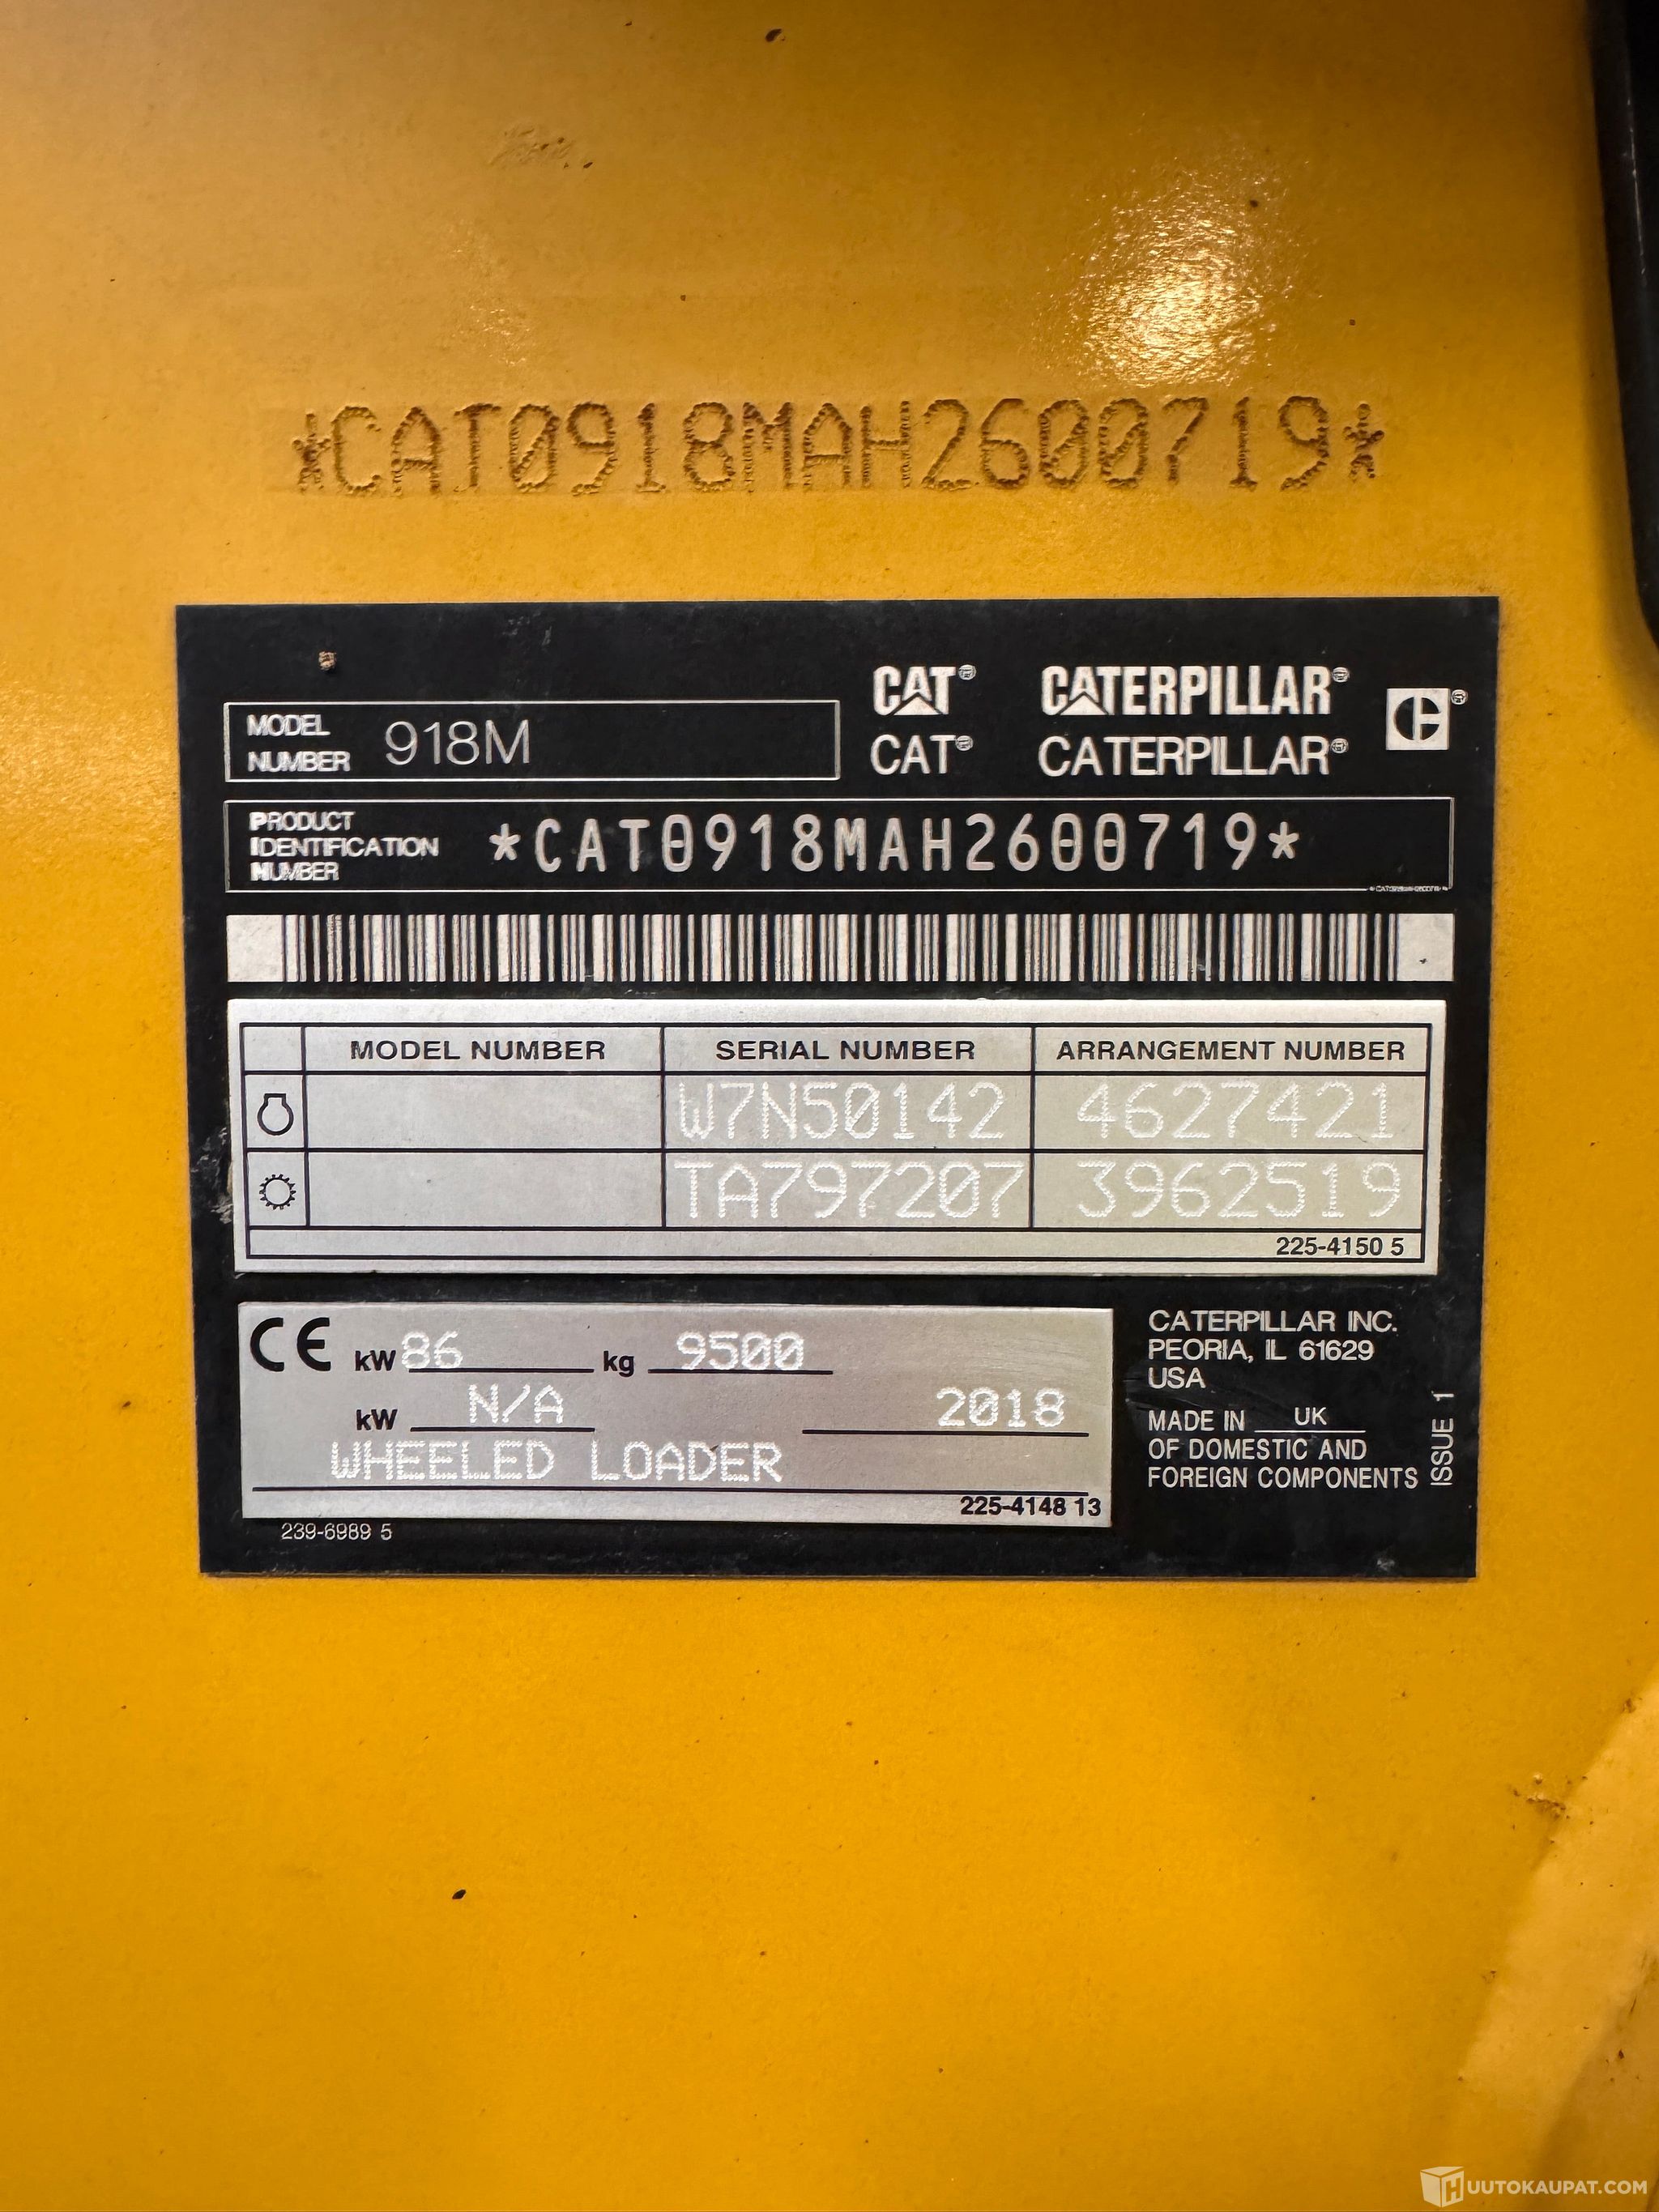 *CAT0918MAH2600719*
CAT® CATERPILLAR®
CAT® CATERPILLAR®
MODEL NUMBER 918M
PRODUCT IDENTIFICATION NUMBER *CAT0918MAH2600719*
MODEL NUMBER SERIAL NUMBER ARRANGEMENT NUMBER
W7N50142 4627421
TA797207 3962519
225-4150 5
CE kW 86 kg 9500
kW N/A 2018
WHEELED LOADER
225-4148 13
239-6989 5
CATERPILLAR INC.
PEORIA, IL 61629
USA
MADE IN UK
OF DOMESTIC AND
FOREIGN COMPONENTS
ISSUE 1
HUUTOKAUPAT.COM